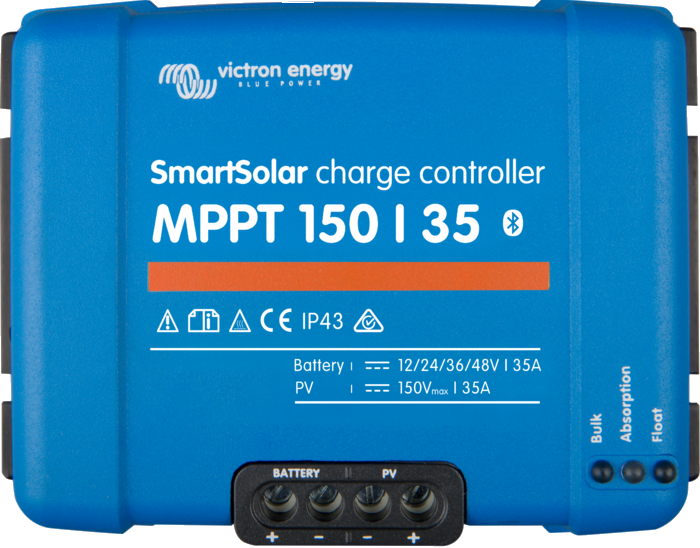 victron energy
BLUE POWER
SmartSolar charge controller
MPPT 150 | 35
CE IP43
Battery | 12/24/36/48V | 35A
PV | 150Vmax | 35A
Bulk
Absorption
Float
BATTERY || PV
+ − − +